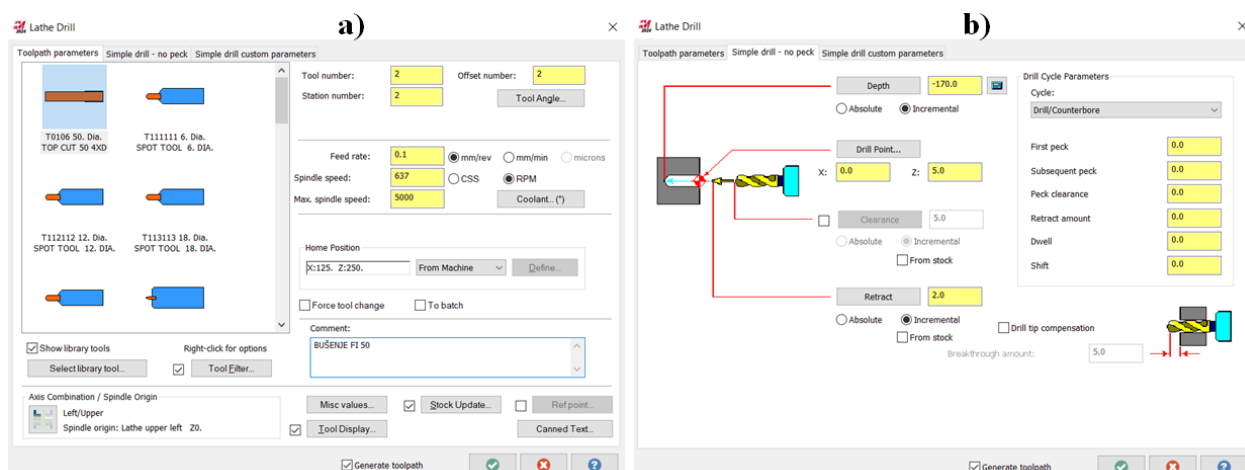 a)
Lathe Drill
Toolpath parameters Simple drill - no peck Simple drill custom parameters
T0106 50. Dia.
TOP CUT 50 4XD
T111111 6. Dia.
SPOT TOOL 6. DIA.
T112112 12. Dia.
SPOT TOOL 12. DIA.
T113113 18. Dia.
SPOT TOOL 18. DIA.
Show library tools
Right-click for options
Select library tool...
Tool Filter...
Axis Combination / Spindle Origin
Left/Upper
Spindle origin: Lathe upper left Z0.
Tool number: 2 Offset number: 2
Station number: 2 Tool Angle...
Feed rate: 0.1 mm/rev mm/min microns
Spindle speed: 637 CSS RPM
Max. spindle speed: 5000 Coolant... (*)
Home Position
X:125. Z:250. From Machine Define...
Force tool change To batch
Comment:
BUŠENJE FI 50
Misc values... Stock Update... Ref point...
Tool Display... Canned Text...
Generate toolpath
b)
Lathe Drill
Toolpath parameters Simple drill - no peck Simple drill custom parameters
Depth -170.0
Absolute Incremental
Drill Point...
X: 0.0 Z: 5.0
Clearance 5.0
Absolute Incremental
From stock
Retract 2.0
Absolute Incremental
From stock
Drill Cycle Parameters
Cycle:
Drill/Counterbore
First peck 0.0
Subsequent peck 0.0
Peck clearance 0.0
Retract amount 0.0
Dwell 0.0
Shift 0.0
Drill tip compensation
Breakthrough amount: 5.0
Generate toolpath